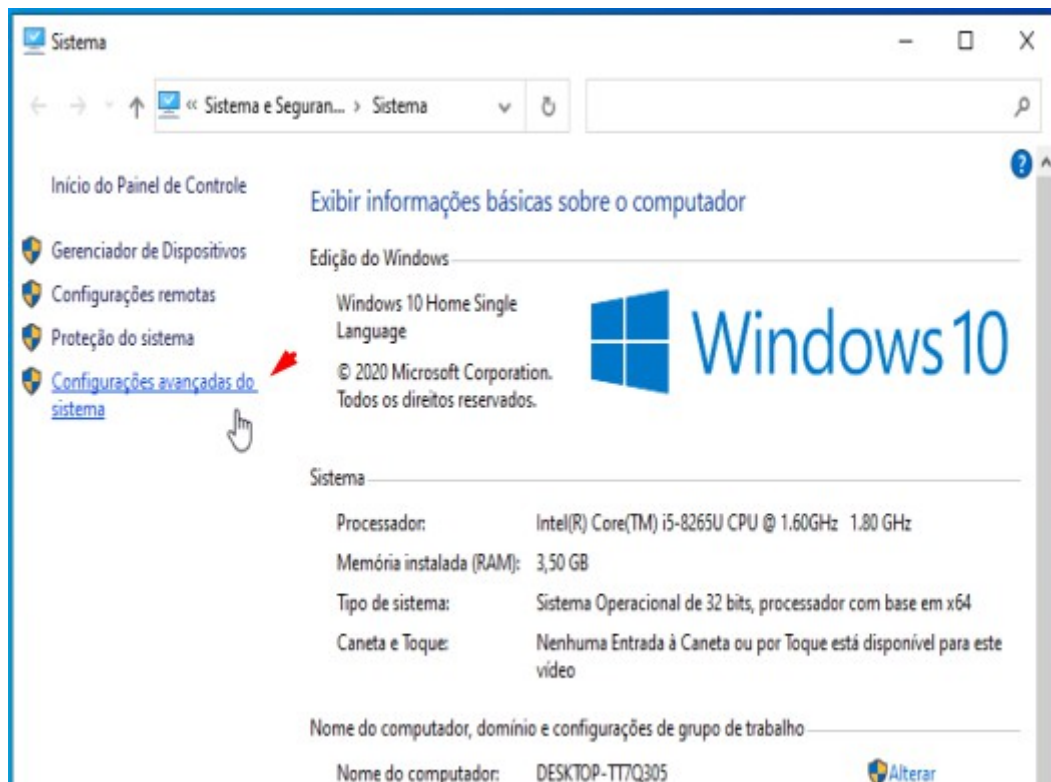 Sistema
« Sistema e Seguran... › Sistema
Início do Painel de Controle
Gerenciador de Dispositivos
Configurações remotas
Proteção do sistema
Configurações avançadas do
sistema
?
Exibir informações básicas sobre o computador
Edição do Windows
Windows 10 Home Single
Language
© 2020 Microsoft Corporation.
Todos os direitos reservados.
Windows 10
Sistema
Processador: Intel(R) Core(TM) i5-8265U CPU @ 1.60GHz 1.80 GHz
Memória instalada (RAM): 3,50 GB
Tipo de sistema: Sistema Operacional de 32 bits, processador com base em x64
Caneta e Toque: Nenhuma Entrada à Caneta ou por Toque está disponível para este
vídeo
Nome do computador, domínio e configurações de grupo de trabalho
Nome do computador: DESKTOP-TT7Q305 Alterar